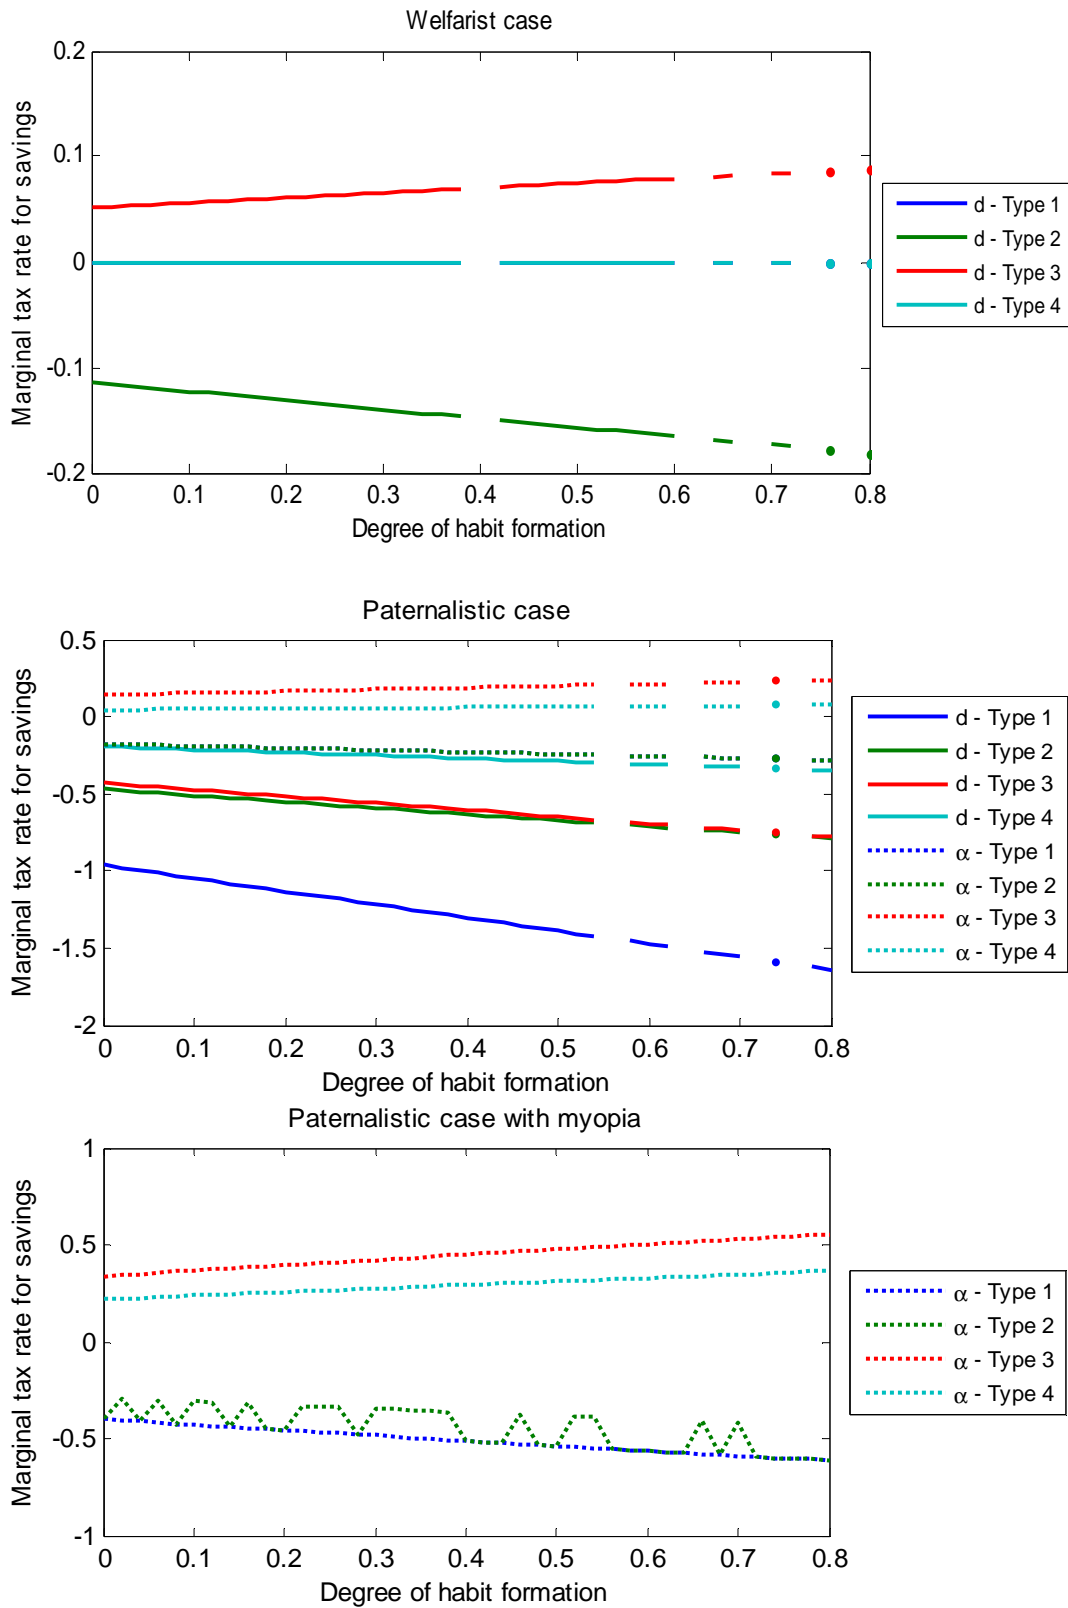 Welfarist case
Marginal tax rate for savings
0.2
0.1
0
-0.1
-0.2
0 0.1 0.2 0.3 0.4 0.5 0.6 0.7 0.8
Degree of habit formation
d - Type 1
d - Type 2
d - Type 3
d - Type 4
Paternalistic case
Marginal tax rate for savings
0.5
0
-0.5
-1
-1.5
-2
0 0.1 0.2 0.3 0.4 0.5 0.6 0.7 0.8
Degree of habit formation
d - Type 1
d - Type 2
d - Type 3
d - Type 4
α - Type 1
α - Type 2
α - Type 3
α - Type 4
Paternalistic case with myopia
Marginal tax rate for savings
1
0.5
0
-0.5
-1
0 0.1 0.2 0.3 0.4 0.5 0.6 0.7 0.8
Degree of habit formation
α - Type 1
α - Type 2
α - Type 3
α - Type 4